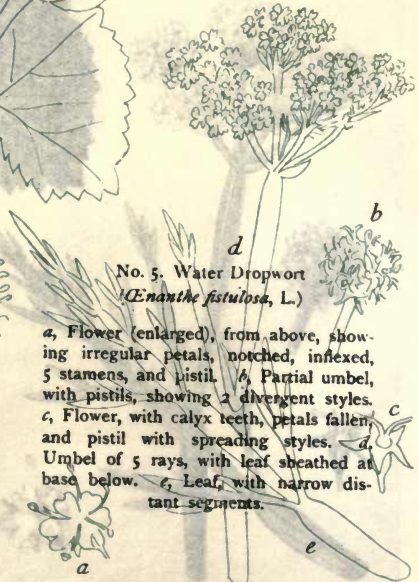 d
b
No. 5. Water Dropwort
(Œnanthe fistulosa, L.)
a, Flower (enlarged), from above, show-
ing irregular petals, notched, inflexed,
5 stamens, and pistil. b, Partial umbel,
with pistils, showing 2 divergent styles.
c, Flower, with calyx teeth, petals fallen,
and pistil with spreading styles. d,
Umbel of 5 rays, with leaf sheathed at
base below. e, Leaf, with narrow dis-
tant segments.
c
e
a